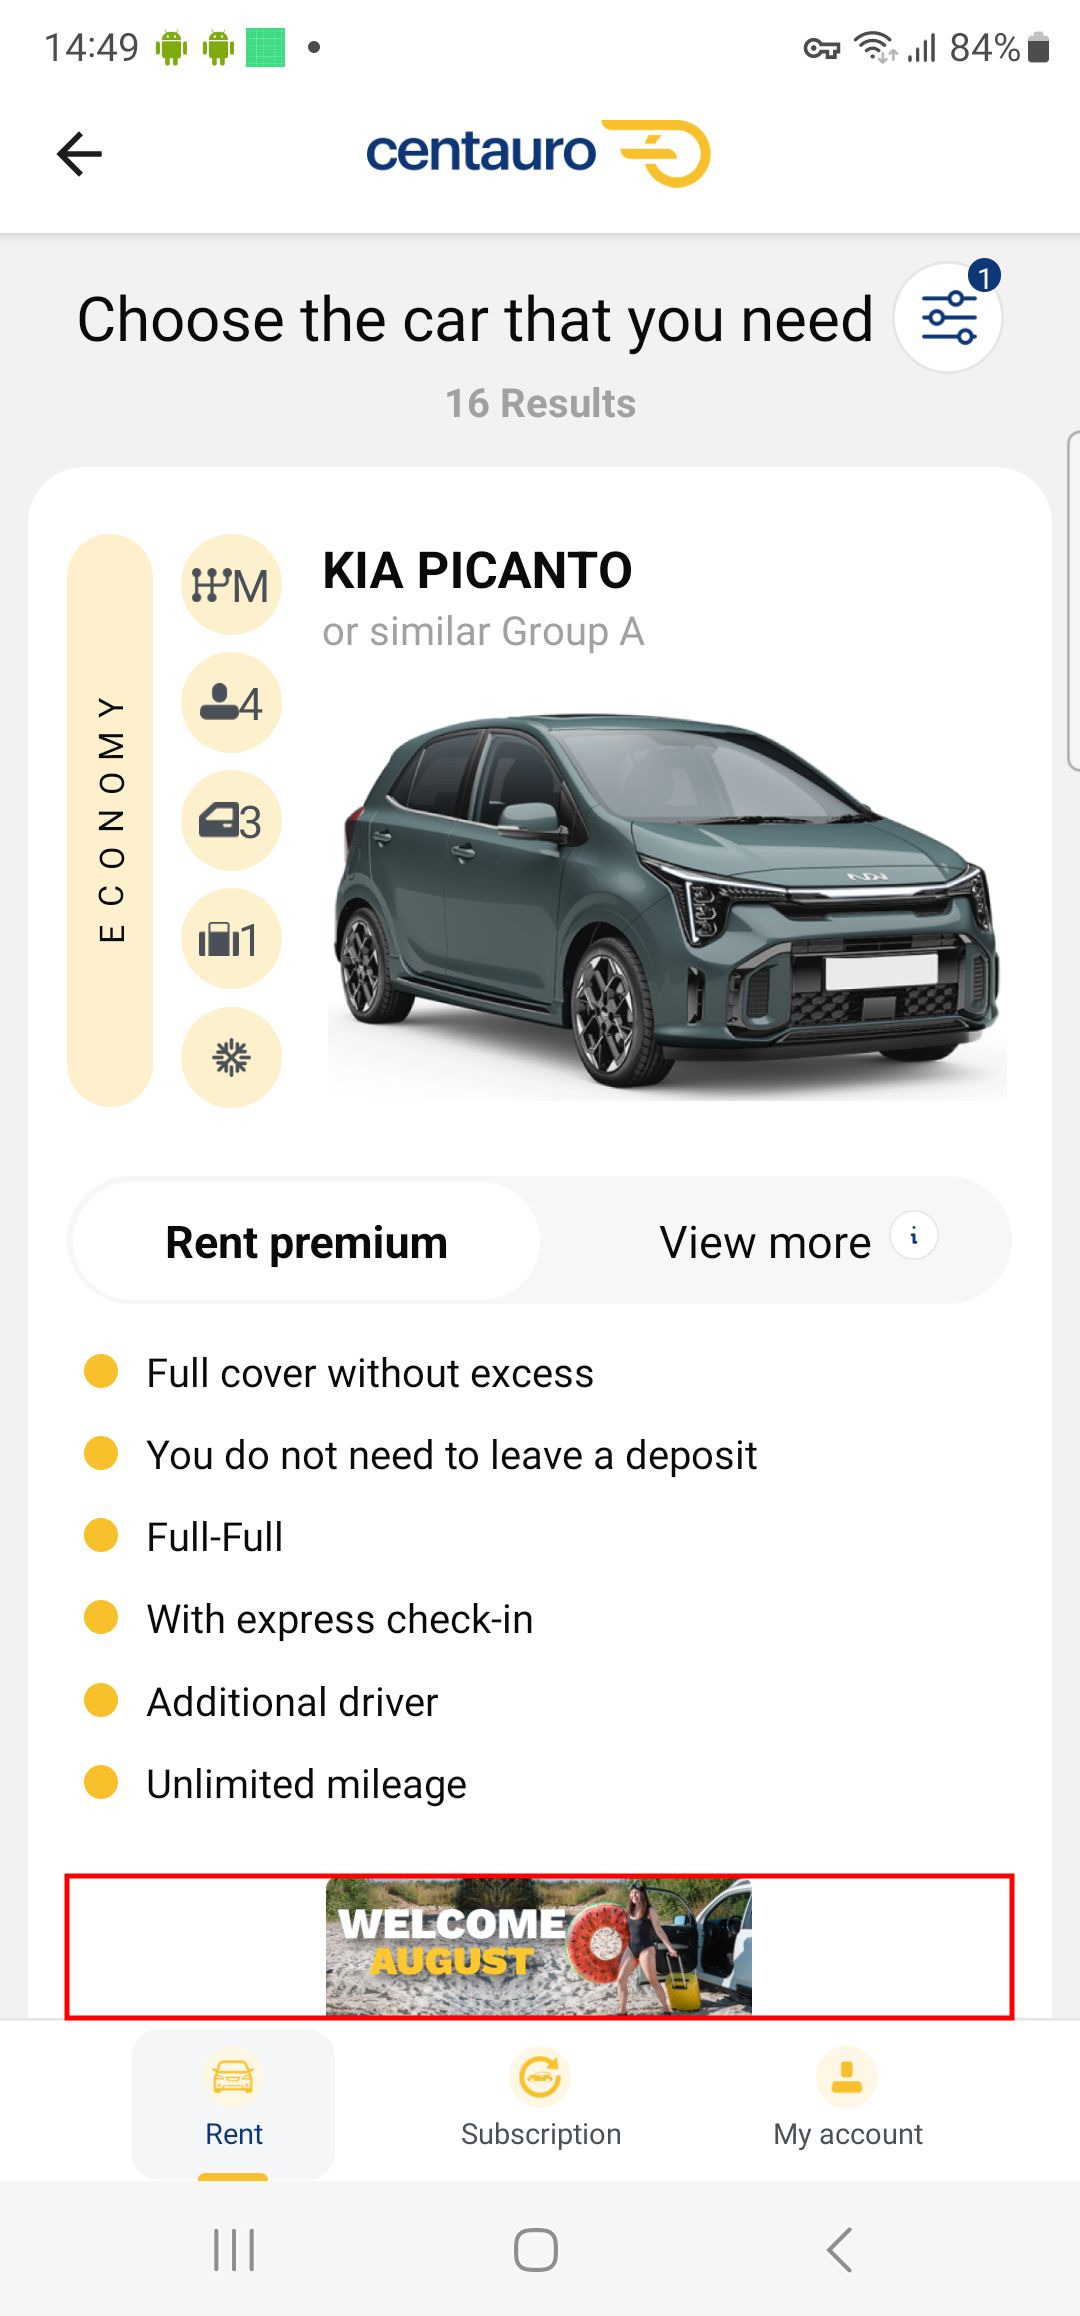 14:49
84%
centauro
Choose the car that you need
1
16 Results
ECONOMY
M
4
3
1
KIA PICANTO
or similar Group A
Rent premium
View more
i
Full cover without excess
You do not need to leave a deposit
Full-Full
With express check-in
Additional driver
Unlimited mileage
WELCOME
AUGUST
Rent
Subscription
My account